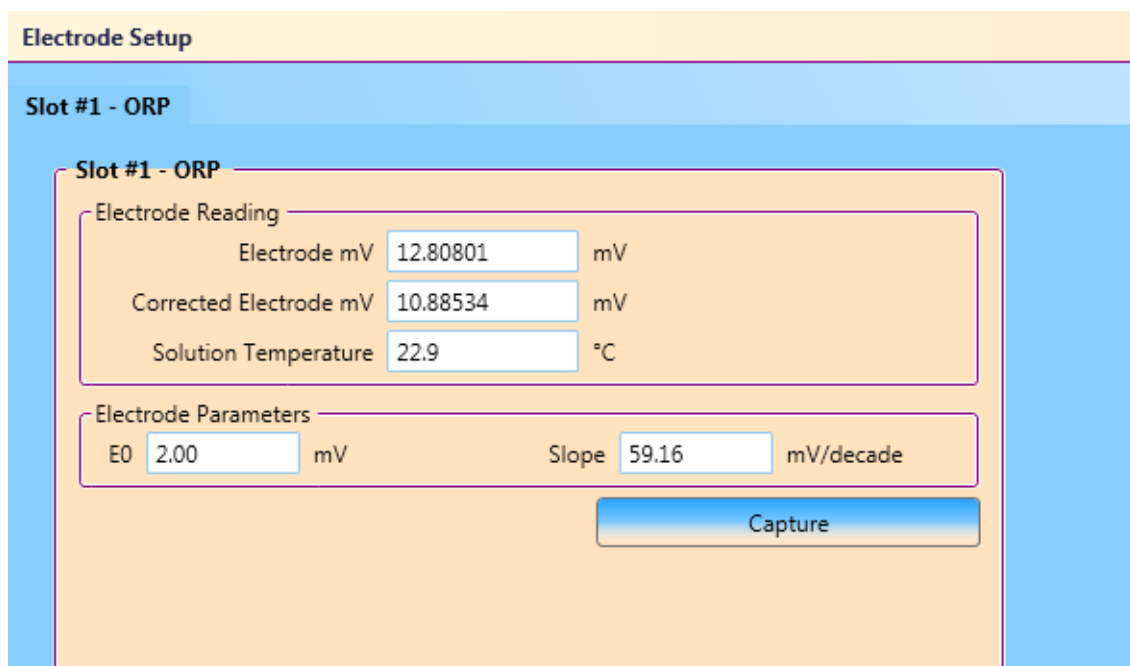 Electrode Setup
Slot #1 - ORP
Slot #1 - ORP
Electrode Reading
Electrode mV 12.80801 mV
Corrected Electrode mV 10.88534 mV
Solution Temperature 22.9 °C
Electrode Parameters
E0 2.00 mV Slope 59.16 mV/decade
Capture